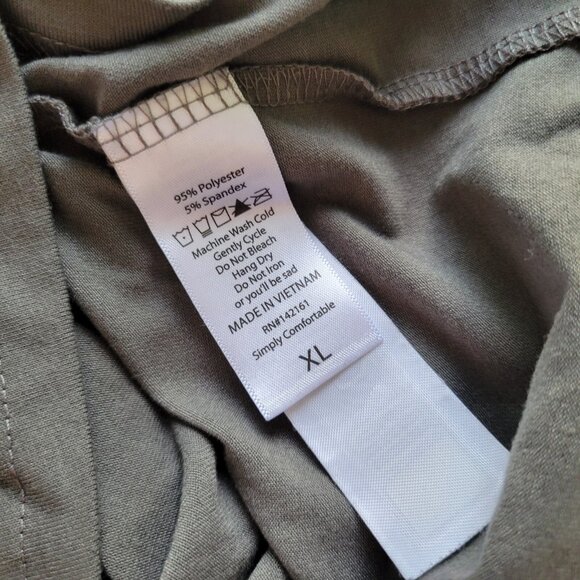 95% Polyester
5% Spandex
Machine Wash Cold
Gently Cycle
Do Not Bleach
Hang Dry
Do Not Iron
or you'll be sad
MADE IN VIETNAM
RN#142161
Simply Comfortable
XL